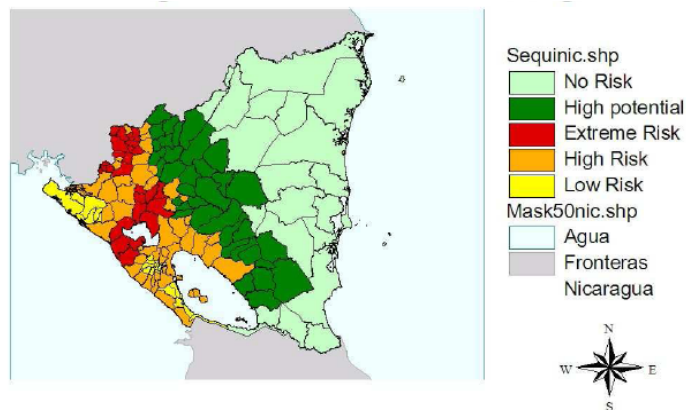 Sequinic.shp
No Risk
High potential
Extreme Risk
High Risk
Low Risk
Mask50nic.shp
Agua
Fronteras
Nicaragua
N
W E
S